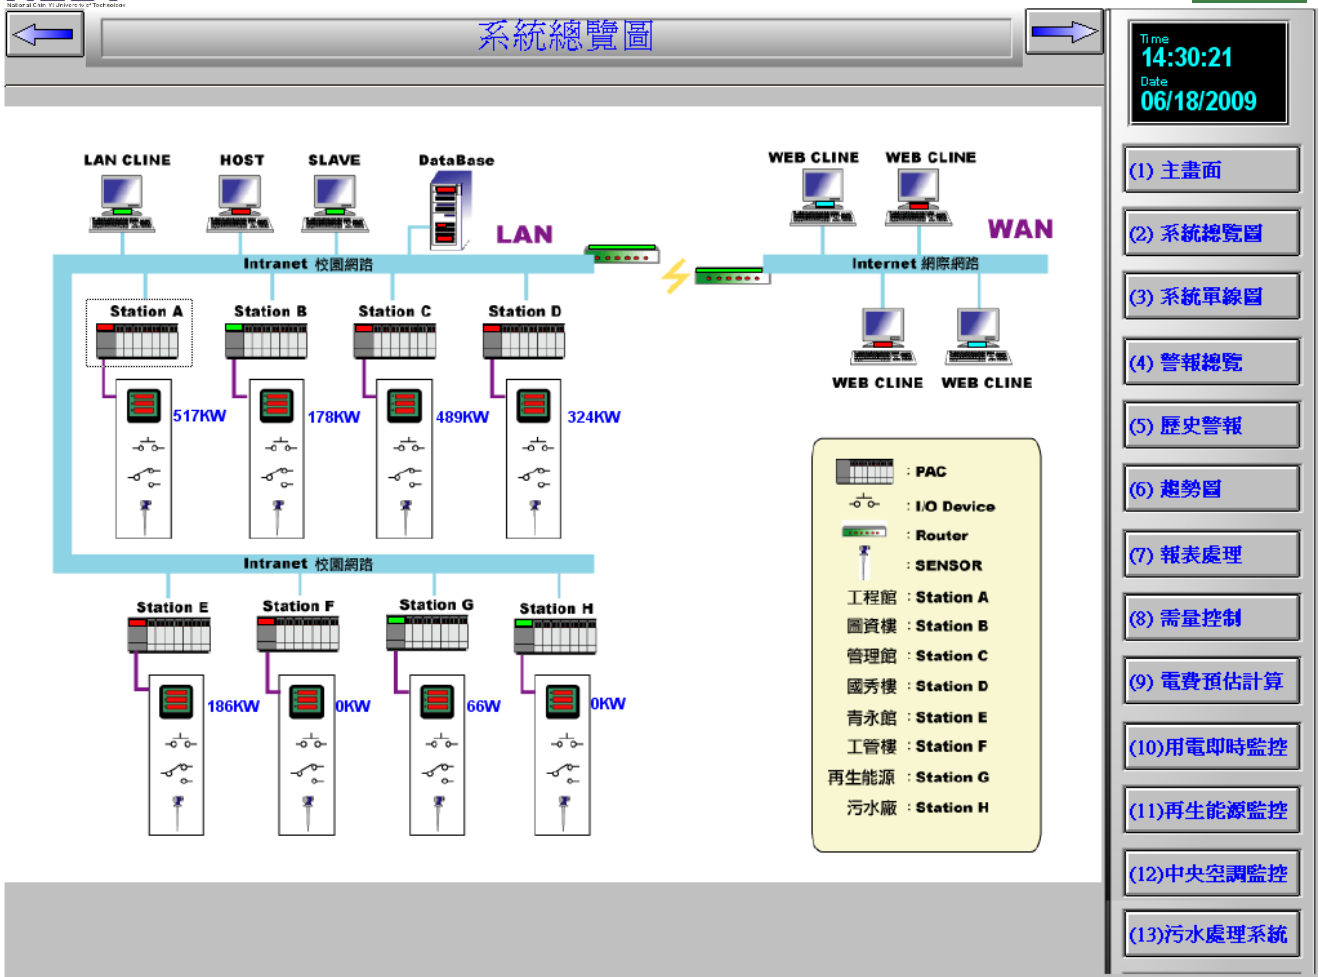 National Chin-Yi University of Technology
系統總覽圖
Time
14:30:21
Date
06/18/2009
LAN CLINE
HOST
SLAVE
DataBase
LAN
WEB CLINE
WEB CLINE
WAN
Intranet 校園網路
Internet 網際網路
Station A
Station B
Station C
Station D
WEB CLINE
WEB CLINE
517KW
178KW
489KW
324KW
Intranet 校園網路
Station E
Station F
Station G
Station H
186KW
0KW
66W
0KW
: PAC
: I/O Device
: Router
: SENSOR
工程館 : Station A
圖資樓 : Station B
管理館 : Station C
國秀樓 : Station D
青永館 : Station E
工管樓 : Station F
再生能源 : Station G
污水廠 : Station H
(1) 主畫面
(2) 系統總覽圖
(3) 系統單線圖
(4) 警報總覽
(5) 歷史警報
(6) 趨勢圖
(7) 報表處理
(8) 需量控制
(9) 電費預估計算
(10)用電即時監控
(11)再生能源監控
(12)中央空調監控
(13)污水處理系統